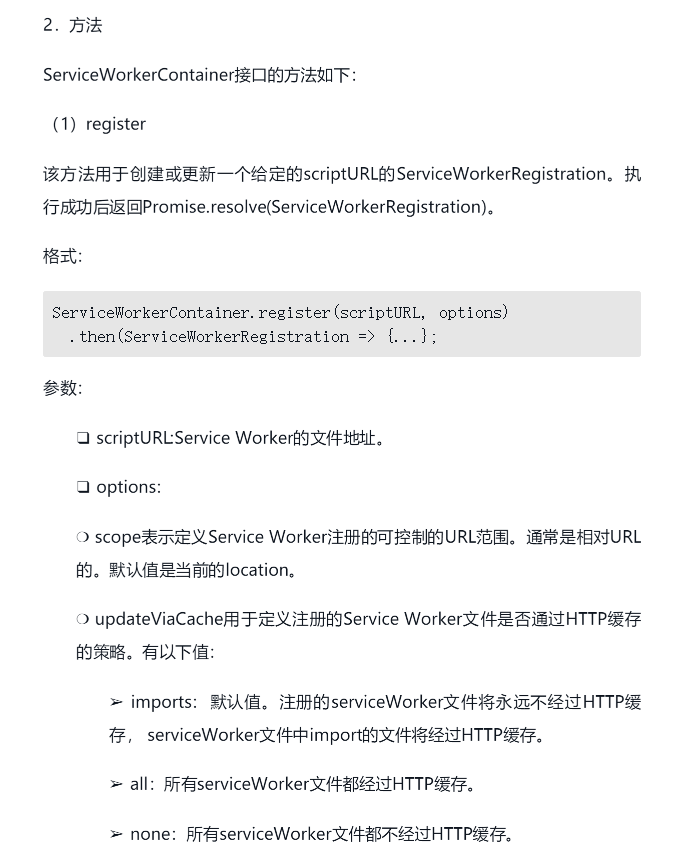 2．方法
ServiceWorkerContainer接口的方法如下：
（1）register
该方法用于创建或更新一个给定的scriptURL的ServiceWorkerRegistration。执
行成功后返回Promise.resolve(ServiceWorkerRegistration)。
格式：
ServiceWorkerContainer.register(scriptURL, options)
  .then(ServiceWorkerRegistration => {...};
参数：
❑ scriptURL:Service Worker的文件地址。
❑ options:
❍ scope表示定义Service Worker注册的可控制的URL范围。通常是相对URL
的。默认值是当前的location。
❍ updateViaCache用于定义注册的Service Worker文件是否通过HTTP缓存
的策略。有以下值：
➢ imports：默认值。注册的serviceWorker文件将永远不经过HTTP缓
存， serviceWorker文件中import的文件将经过HTTP缓存。
➢ all：所有serviceWorker文件都经过HTTP缓存。
➢ none：所有serviceWorker文件都不经过HTTP缓存。